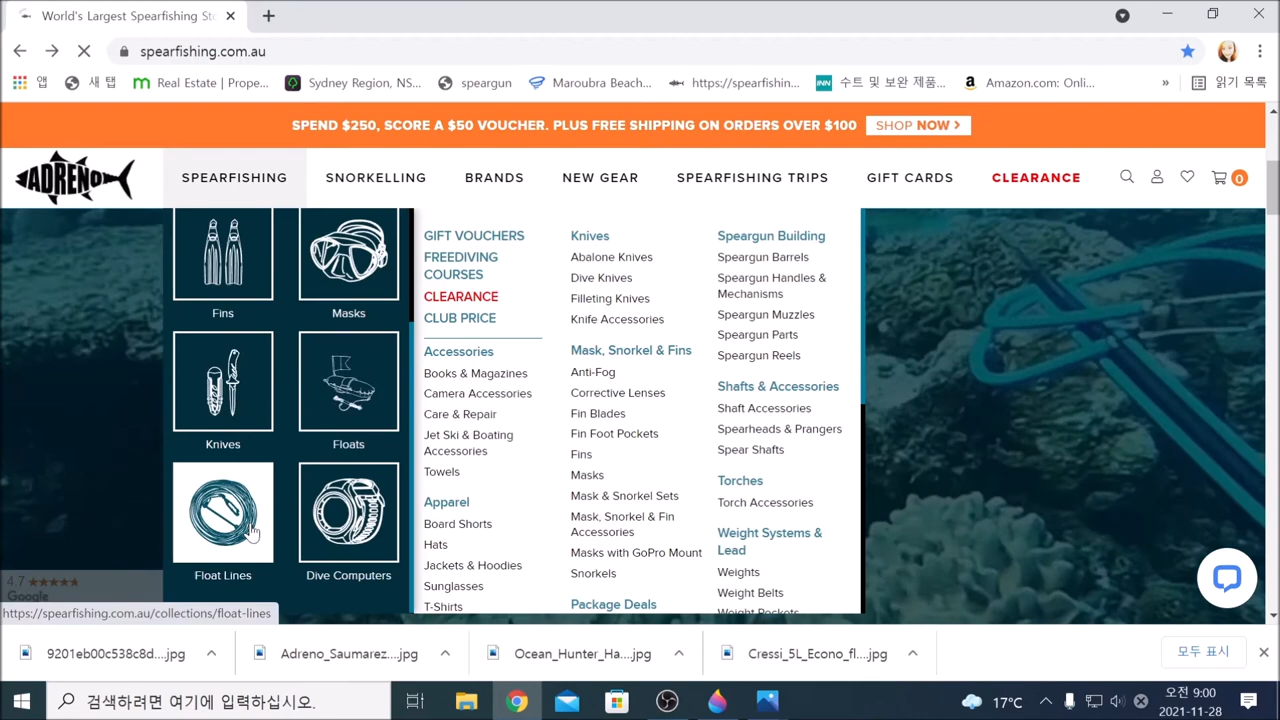 World's Largest Spearfishing St
spearfishing.com.au
앱
새 탭
Real Estate | Prope...
Sydney Region, NS...
speargun
Maroubra Beach...
https://spearfishin...
수트 및 보완 제품...
Amazon.com: Onli...
»
읽기 목록
SPEND $250, SCORE A $50 VOUCHER. PLUS FREE SHIPPING ON ORDERS OVER $100
SHOP NOW >
ADRENO
SPEARFISHING
SNORKELLING
BRANDS
NEW GEAR
SPEARFISHING TRIPS
GIFT CARDS
CLEARANCE
0
Fins
Masks
Knives
Floats
Float Lines
Dive Computers
GIFT VOUCHERS
FREEDIVING
COURSES
CLEARANCE
CLUB PRICE
Accessories
Books & Magazines
Camera Accessories
Care & Repair
Jet Ski & Boating
Accessories
Towels
Apparel
Board Shorts
Hats
Jackets & Hoodies
Sunglasses
T-Shirts
Knives
Abalone Knives
Dive Knives
Filleting Knives
Knife Accessories
Mask, Snorkel & Fins
Anti-Fog
Corrective Lenses
Fin Blades
Fin Foot Pockets
Fins
Masks
Mask & Snorkel Sets
Mask, Snorkel & Fin
Accessories
Masks with GoPro Mount
Snorkels
Package Deals
Speargun Building
Speargun Barrels
Speargun Handles &
Mechanisms
Speargun Muzzles
Speargun Parts
Speargun Reels
Shafts & Accessories
Shaft Accessories
Spearheads & Prangers
Spear Shafts
Torches
Torch Accessories
Weight Systems &
Lead
Weights
Weight Belts
Weight Pockets
4.7 ★★★★★
Google
https://spearfishing.com.au/collections/float-lines
9201eb00c538c8d....jpg
Adreno_Saumarez....jpg
Ocean_Hunter_Ha....jpg
Cressi_5L_Econo_fl....jpg
모두 표시
검색하려면 여기에 입력하십시오.
17°C
오전 9:00
2021-11-28